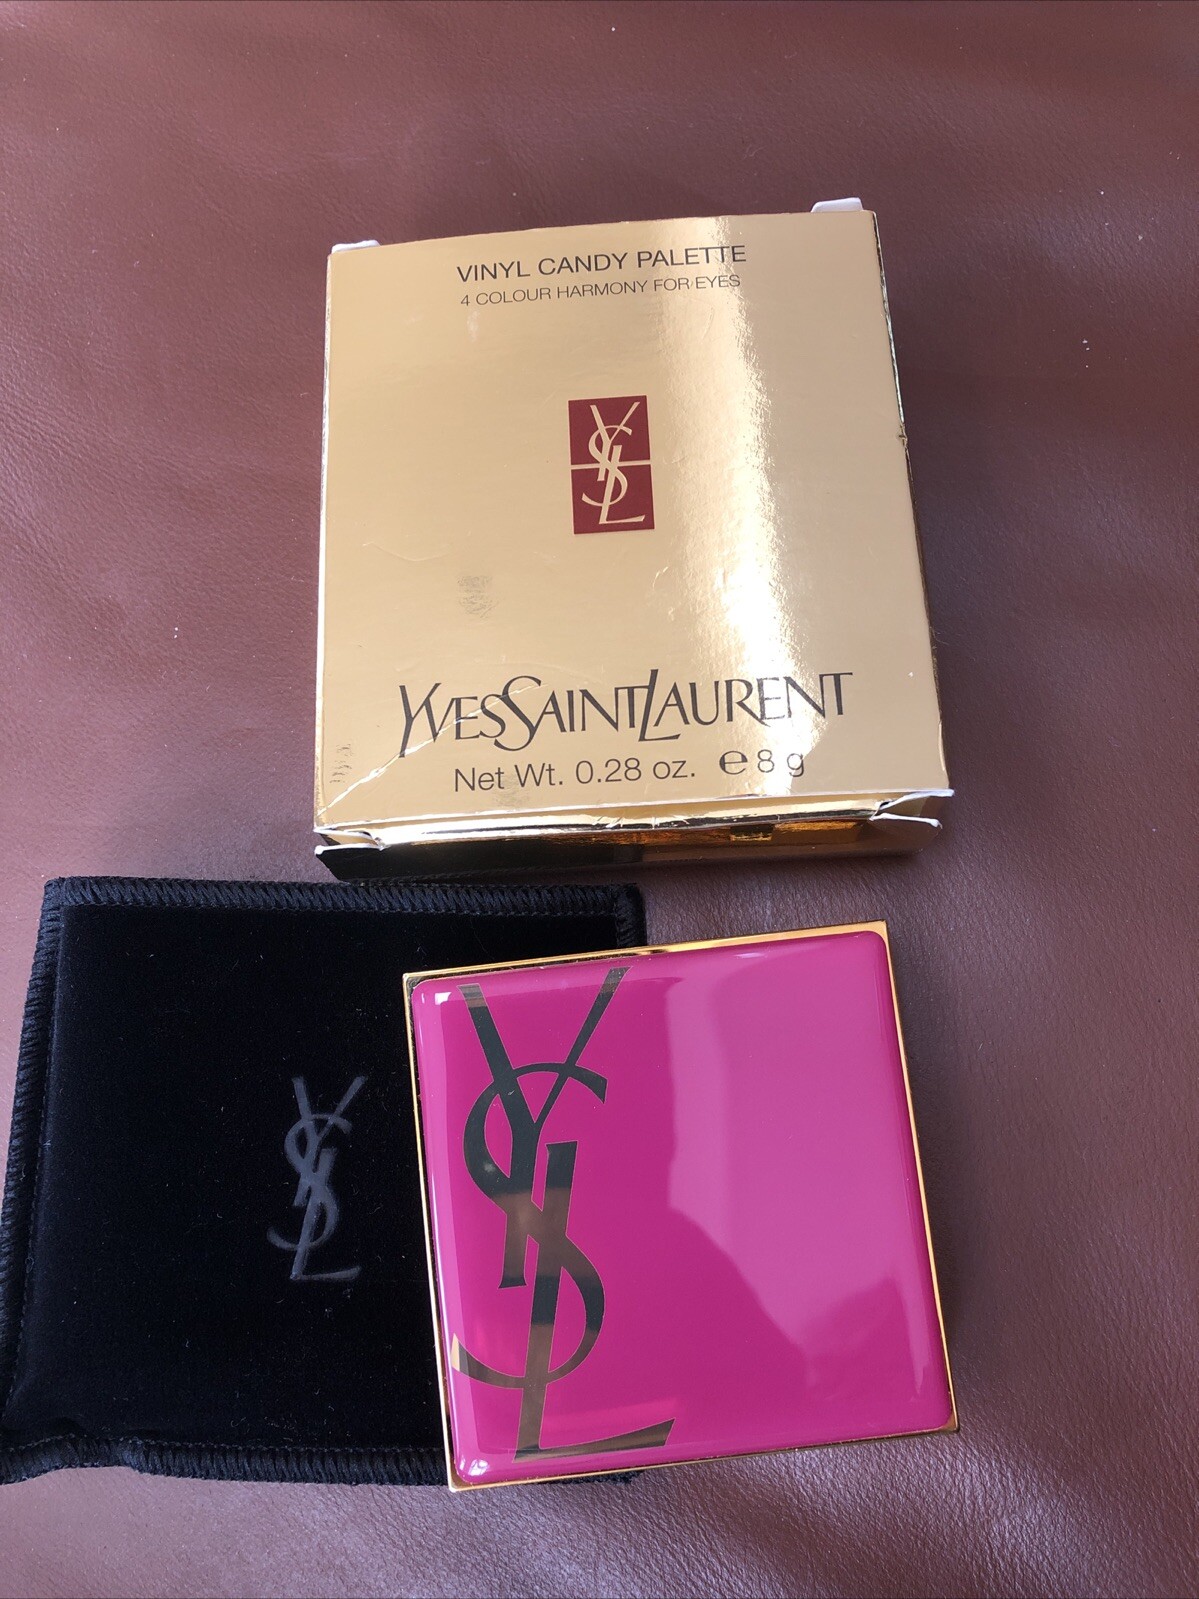 VINYL CANDY PALETTE
4 COLOUR HARMONY FOR EYES
YSL
YVESSAINTLAURENT
Net Wt. 0.28 oz. ℮ 8 g
YSL
YSL